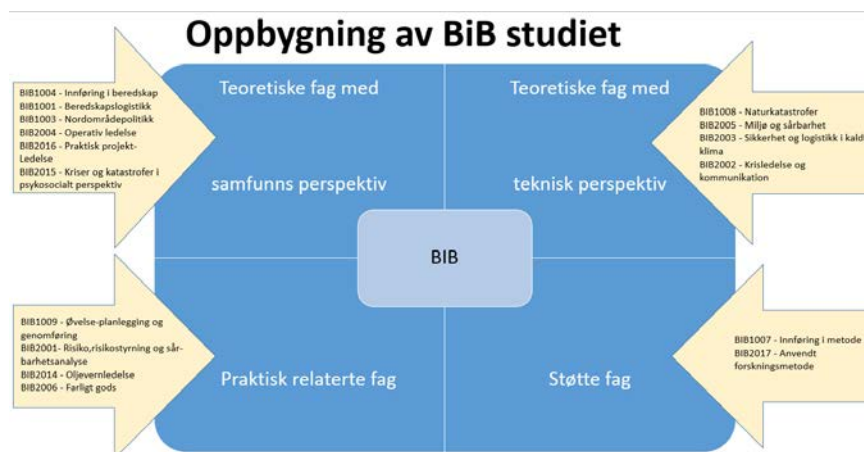 Oppbygning av BiB studiet
BIB1004 - Innføring i beredskap
BIB1001 - Beredskapslogistikk
BIB1003 - Nordområdepolitikk
BIB2004 - Operativ ledelse
BIB2016 - Praktisk projekt-
Ledelse
BIB2015 - Kriser og katastrofer i
psykosocialt perspektiv
Teoretiske fag med
samfunns perspektiv
Teoretiske fag med
teknisk perspektiv
BIB1008 - Naturkatastrofer
BIB2005 - Miljø og sårbarhet
BIB2003 - Sikkerhet og logistikk i kald
klima
BIB2002 - Krisledelse og
kommunikation
BIB
BIB1009 - Øvelse-planlegging og
genomføring
BIB2001- Risiko,risikostyrning og sår-
barhetsanalyse
BIB2014 - Oljevernledelse
BIB2006 - Farligt gods
Praktisk relaterte fag
Støtte fag
BIB1007 - Innføring i metode
BIB2017 - Anvendt
forskningsmetode